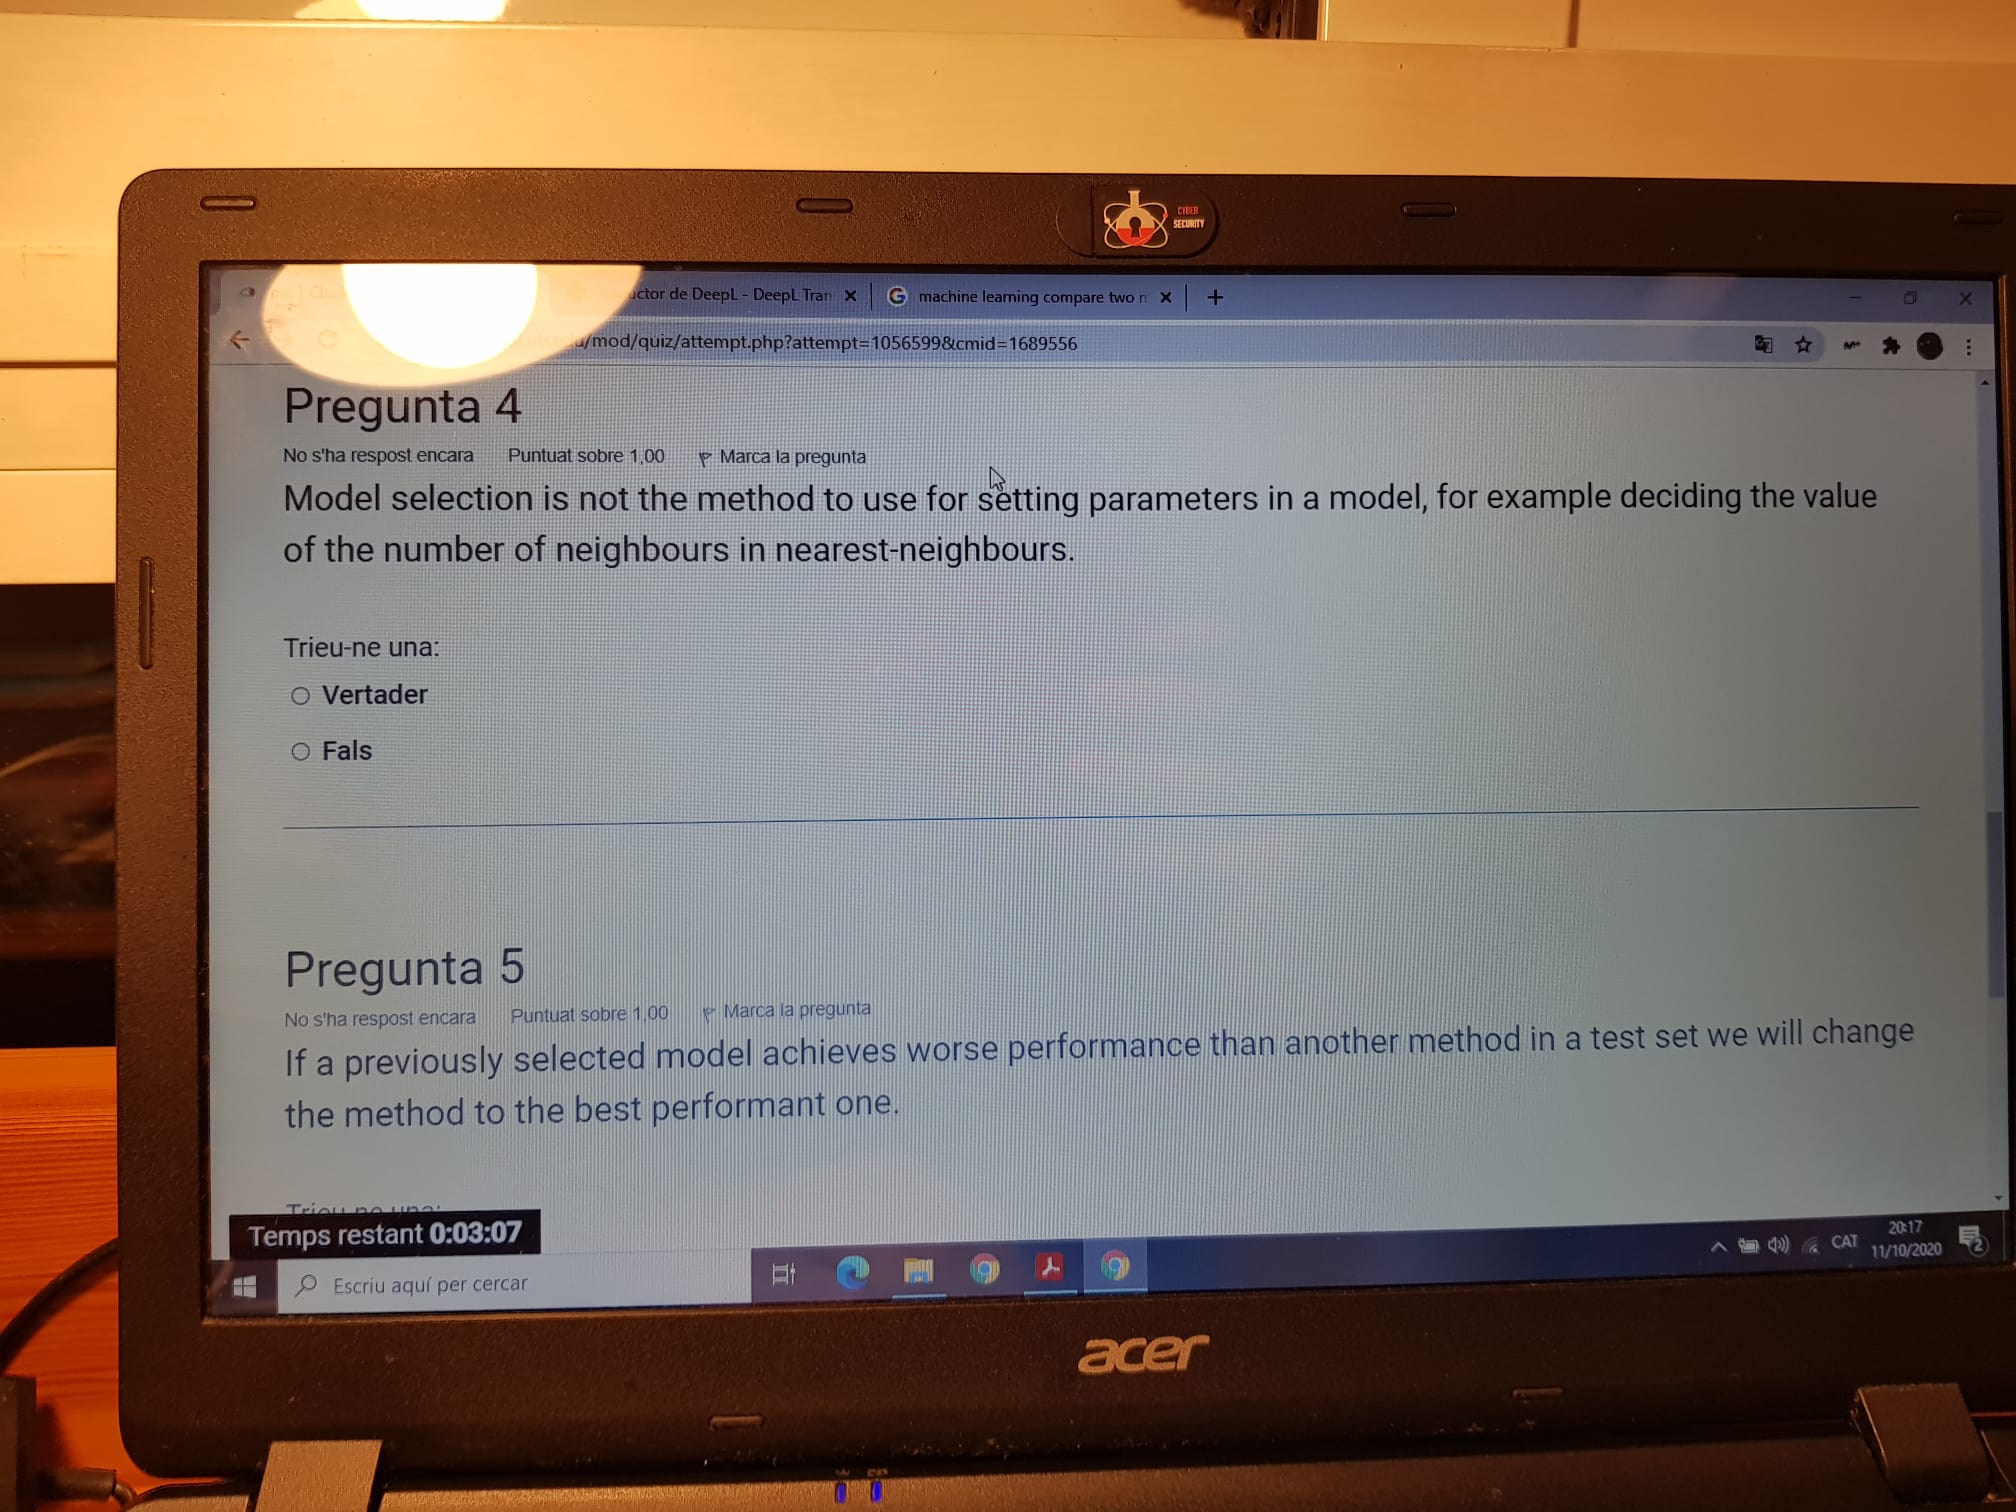 CYBER
SECURITY
ctor de DeepL - DeepL Tran
machine learning compare two
/mod/quiz/attempt.php?attempt=1056599&cmid=1689556
Pregunta 4
No s'ha respost encara Puntuat sobre 1,00 Marca la pregunta
Model selection is not the method to use for setting parameters in a model, for example deciding the value
of the number of neighbours in nearest-neighbours.
Trieu-ne una:
Vertader
Fals
Pregunta 5
No s'ha respost encara Puntuat sobre 1,00 Marca la pregunta
If a previously selected model achieves worse performance than another method in a test set we will change
the method to the best performant one.
Trieu-ne una:
Temps restant 0:03:07
Escriu aquí per cercar
CAT
20:17
11/10/2020
2
acer